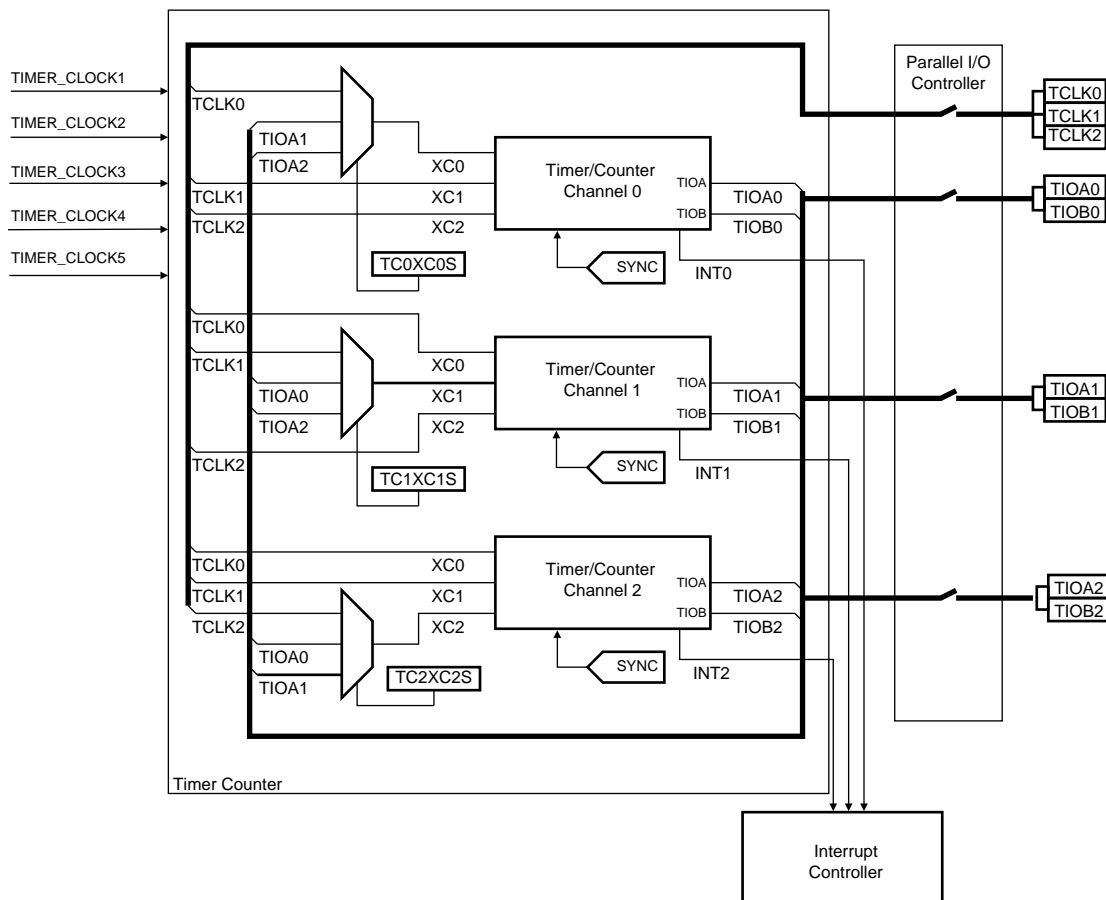 TIMER_CLOCK1
TIMER_CLOCK2
TIMER_CLOCK3
TIMER_CLOCK4
TIMER_CLOCK5
TCLK0
TIOA1
TIOA2
TCLK1
TCLK2
XC0
XC1
XC2
TC0XC0S
Timer/Counter
Channel 0
TIOA
TIOB
TIOA0
TIOB0
SYNC
INT0
TCLK0
TCLK1
TIOA0
TIOA2
TCLK2
XC0
XC1
XC2
TC1XC1S
Timer/Counter
Channel 1
TIOA
TIOB
TIOA1
TIOB1
SYNC
INT1
TCLK0
TCLK1
TCLK2
TIOA0
TIOA1
XC0
XC1
XC2
TC2XC2S
Timer/Counter
Channel 2
TIOA
TIOB
TIOA2
TIOB2
SYNC
INT2
Timer Counter
Parallel I/O
Controller
TCLK0
TCLK1
TCLK2
TIOA0
TIOB0
TIOA1
TIOB1
TIOA2
TIOB2
Interrupt
Controller